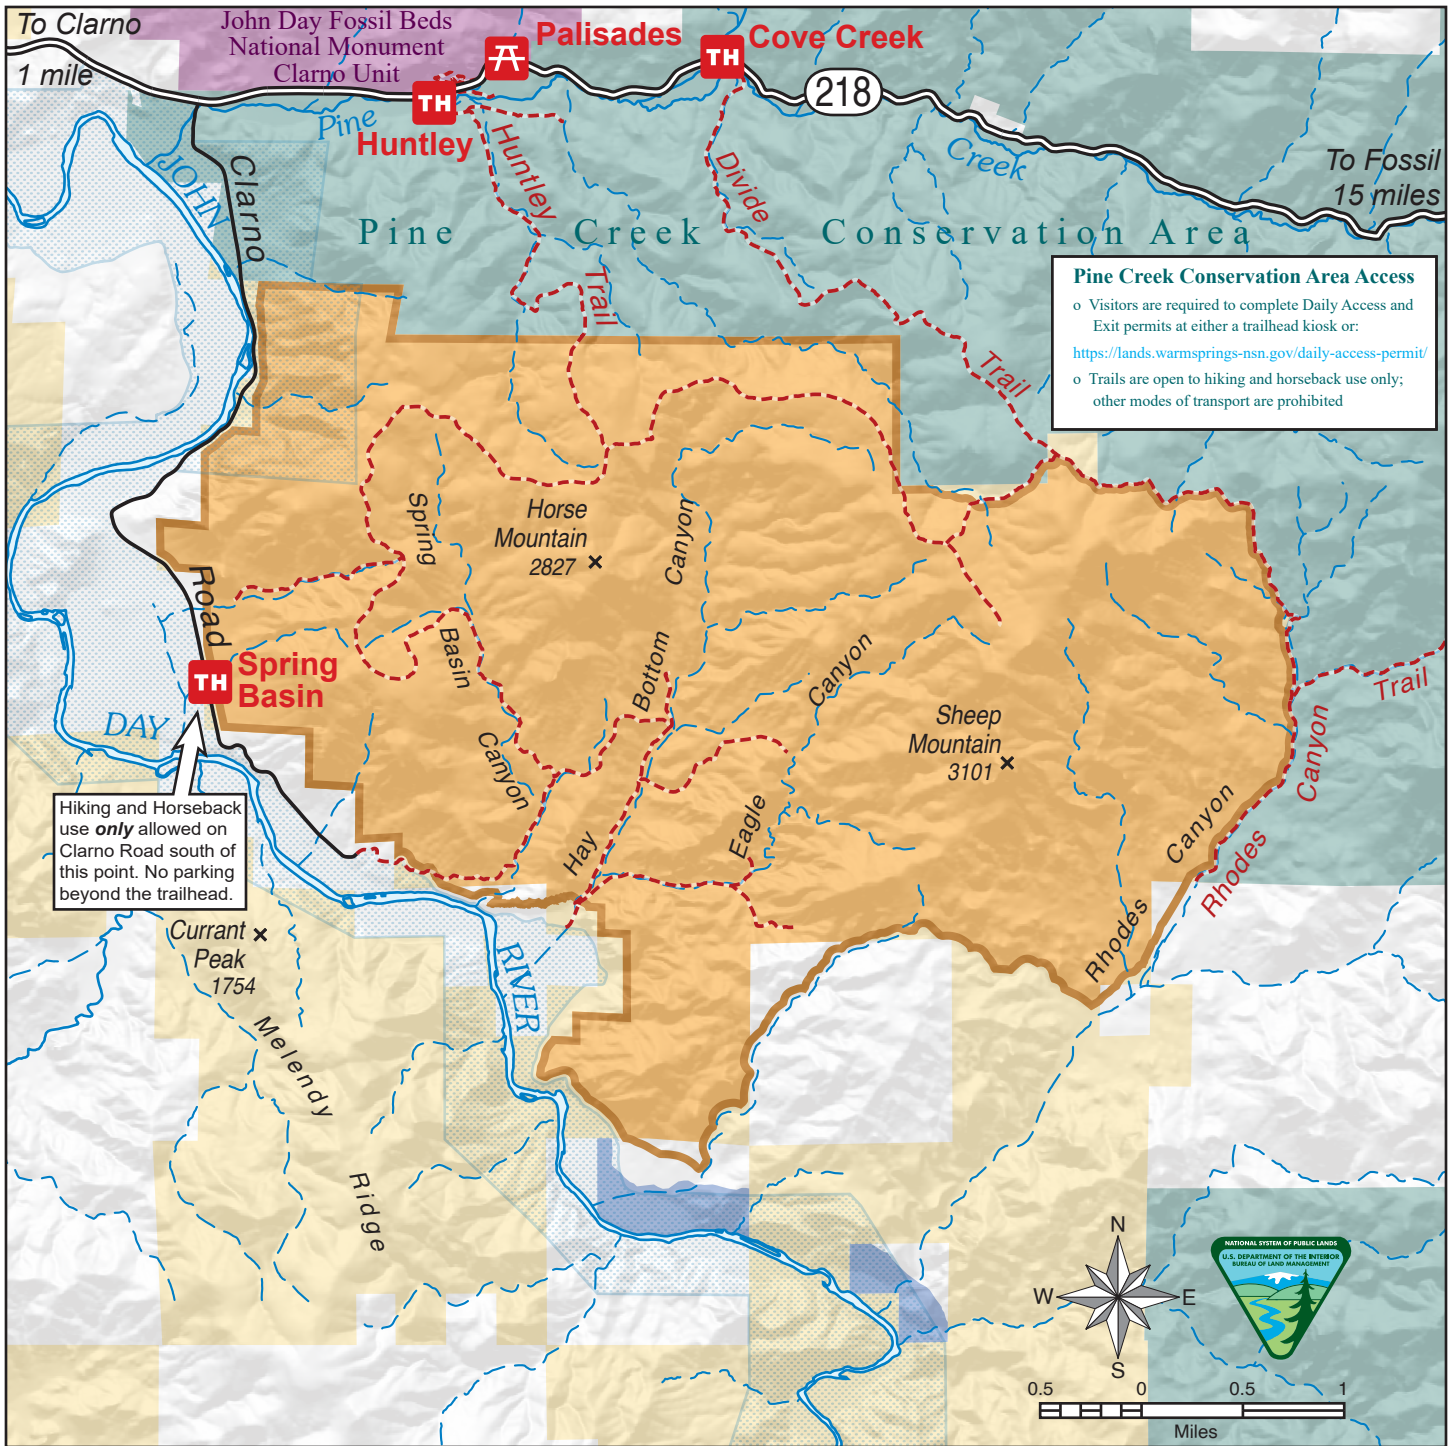 To Clarno
1 mile
John Day Fossil Beds
National Monument
Clarno Unit
Palisades
TH
Cove Creek
218
TH
Huntley
Pine
Creek
To Fossil
15 miles
JOHN
Clarno
Huntley
Trail
Divide
Trail
Pine Creek Conservation Area
Pine Creek Conservation Area Access
o Visitors are required to complete Daily Access and
Exit permits at either a trailhead kiosk or:
https://lands.warmsprings-nsn.gov/daily-access-permit/
o Trails are open to hiking and horseback use only;
other modes of transport are prohibited
Spring
Basin
Canyon
Horse
Mountain
2827
Canyon
Bottom
Hay
Road
TH
Spring
Basin
DAY
Canyon
Eagle
Sheep
Mountain
3101
Canyon
Rhodes
Trail
Canyon
Rhodes
Hiking and Horseback
use only allowed on
Clarno Road south of
this point. No parking
beyond the trailhead.
Currant
Peak
1754
RIVER
Melendy
Ridge
N
W
E
S
NATIONAL SYSTEM OF PUBLIC LANDS
U.S. DEPARTMENT OF THE INTERIOR
BUREAU OF LAND MANAGEMENT
0.5 0 0.5 1
Miles